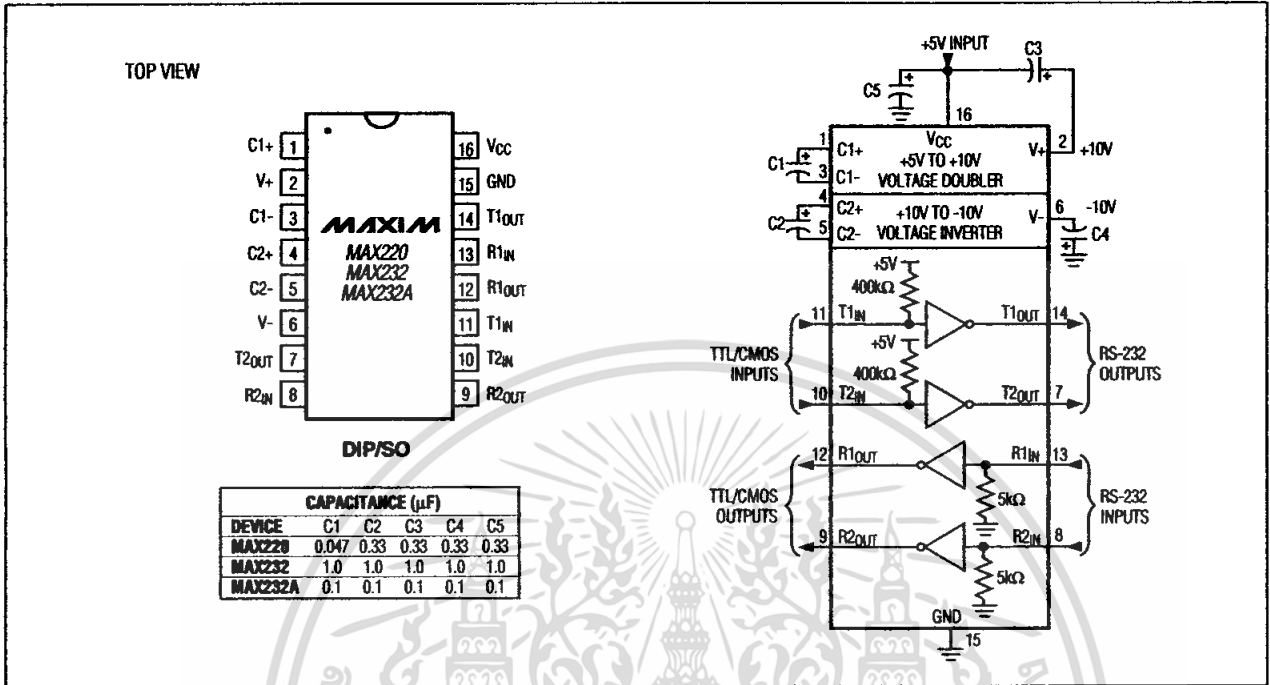 TOP VIEW
C1+ 1
V+ 2
C1- 3
C2+ 4
C2- 5
V- 6
T2OUT 7
R2IN 8
16 VCC
15 GND
14 T1OUT
13 R1IN
12 R1OUT
11 T1IN
10 T2IN
9 R2OUT
MAXIM
MAX220
MAX232
MAX232A
DIP/SO
CAPACITANCE (μF)
DEVICE C1 C2 C3 C4 C5
MAX220 0.047 0.33 0.33 0.33 0.33
MAX232 1.0 1.0 1.0 1.0 1.0
MAX232A 0.1 0.1 0.1 0.1 0.1
+5V INPUT
C3
C5
16
VCC
1 C1+
C1
3 C1-
+5V TO +10V
VOLTAGE DOUBLER
V+ 2 +10V
4 C2+
C2
5 C2-
+10V TO -10V
VOLTAGE INVERTER
V- 6 -10V
C4
+5V
400kΩ
11 T1IN
T1OUT 14
+5V
400kΩ
10 T2IN
T2OUT 7
TTL/CMOS
INPUTS
RS-232
OUTPUTS
12 R1OUT
R1IN 13
5kΩ
9 R2OUT
R2IN 8
5kΩ
TTL/CMOS
OUTPUTS
RS-232
INPUTS
GND
15